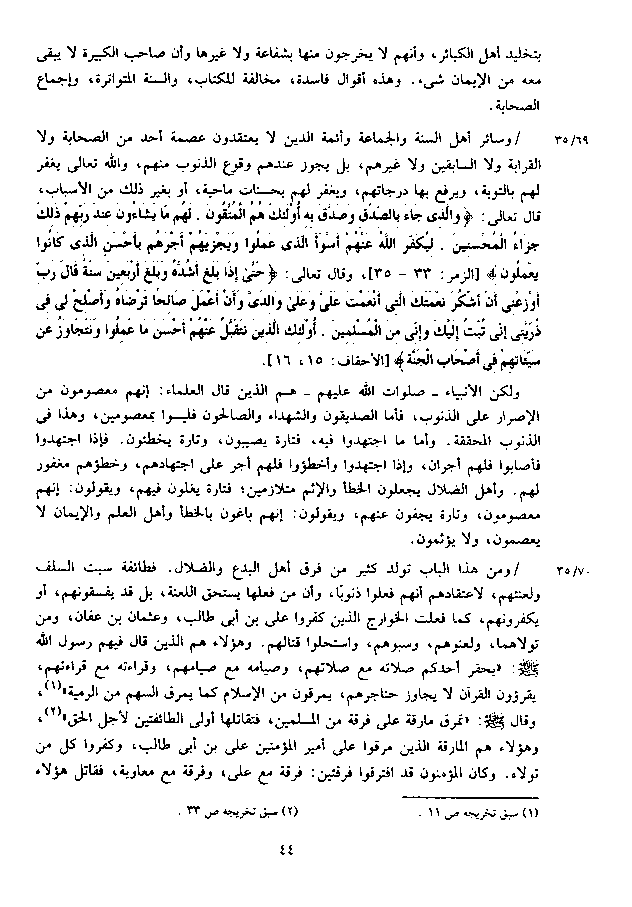 بتخليد أهل الكبائر، وأنهم لا يخرجون منها بشفاعة ولا غيرها وأن صاحب الكبيرة لا يبقى
معه من الإيمان شىء. وهذه أقوال فاسدة، مخالفة للكتاب، والسنة المتواترة، وإجماع
الصحابة.
٣٥/٦٩ /وسائر أهل السنة والجماعة وأئمة الدين لا يعتقدون عصمة أحد من الصحابة ولا
القرابة ولا السابقين ولا غيرهم، بل يجوز عندهم وقوع الذنوب منهم، والله تعالى يغفر
لهم بالتوبة، ويرفع بها درجاتهم، ويغفر لهم بحسنات ماحية، أو بغير ذلك من الأسباب،
قال تعالى: ﴿وَالَّذِى جَاءَ بِالصِّدْقِ وَصَدَّقَ بِهِ أُولَئِكَ هُمُ الْمُتَّقُونَ . لَهُم مَّا يَشَاءُونَ عِندَ رَبِّهِمْ ذَلِكَ
جَزَاءُ الْمُحْسِنِينَ . لِيُكَفِّرَ اللَّهُ عَنْهُمْ أَسْوَأَ الَّذِى عَمِلُوا وَيَجْزِيَهُمْ أَجْرَهُم بِأَحْسَنِ الَّذِى كَانُوا
يَعْمَلُونَ﴾ [الزمر: ٣٣ – ٣٥]، وقال تعالى: ﴿حَتَّى إِذَا بَلَغَ أَشُدَّهُ وَبَلَغَ أَرْبَعِينَ سَنَةً قَالَ رَبِّ
أَوْزِعْنِى أَنْ أَشْكُرَ نِعْمَتَكَ الَّتِى أَنْعَمْتَ عَلَىَّ وَعَلَى وَالِدَىَّ وَأَنْ أَعْمَلَ صَالِحًا تَرْضَاهُ وَأَصْلِحْ لِى فِى
ذُرِّيَّتِى إِنِّى تُبْتُ إِلَيْكَ وَإِنِّى مِنَ الْمُسْلِمِينَ . أُولَئِكَ الَّذِينَ نَتَقَبَّلُ عَنْهُمْ أَحْسَنَ مَا عَمِلُوا وَنَتَجَاوَزُ عَن
سَيِّئَاتِهِمْ فِى أَصْحَابِ الْجَنَّةِ﴾ [الأحقاف: ١٥، ١٦].
ولكن الأنبياء ـ صلوات الله عليهم ـ هم الذين قال العلماء: إنهم معصومون من
الإصرار على الذنوب، فأما الصديقون والشهداء والصالحون فليسوا بمعصومين، وهذا فى
الذنوب المحققة. وأما ما اجتهدوا فيه، فتارة يصيبون، وتارة يخطئون. فإذا اجتهدوا
فأصابوا فلهم أجران، وإذا اجتهدوا وأخطؤوا فلهم أجر على اجتهادهم، وخطؤهم مغفور
لهم. وأهل الضلال يجعلون الخطأ والإثم متلازمين؛ فتارة يغلون فيهم، ويقولون: إنهم
معصومون، وتارة يجفون عنهم، ويقولون: إنهم باغون بالخطأ وأهل العلم والإيمان لا
يعصمون، ولا يؤثمون.
٣٥/٧٠ /ومن هذا الباب تولد كثير من فرق أهل البدع والضلال. فطائفة سبت السلف
ولعنتهم، لاعتقادهم أنهم فعلوا ذنوبًا، وأن من فعلها يستحق اللعنة، بل قد يفسقونهم، أو
يكفرونهم، كما فعلت الخوارج الذين كفروا على بن أبى طالب، وعثمان بن عفان، ومن
تولاهما، ولعنوهم، وسبوهم، واستحلوا قتالهم. وهؤلاء هم الذين قال فيهم رسول الله
ﷺ: «يحقر أحدكم صلاته مع صلاتهم، وصيامه مع صيامهم، وقراءته مع قراءتهم،
يقرؤون القرآن لا يجاوز حناجرهم، يمرقون من الإسلام كما يمرق السهم من الرمية»(١)،
وقال ﷺ: «تمرق مارقة على فرقة من المسلمين، فتقاتلها أولى الطائفتين لأجل الحق»(٢)،
وهؤلاء هم المارقة الذين مرقوا على أمير المؤمنين على بن أبى طالب، وكفروا كل من
تولاه. وكان المؤمنون قد افترقوا فرقتين: فرقة مع على، وفرقة مع معاوية، فقاتل هؤلاء
(١) سبق تخريجه ص ١١ . (٢) سبق تخريجه ص ٣٣ .
٤٤